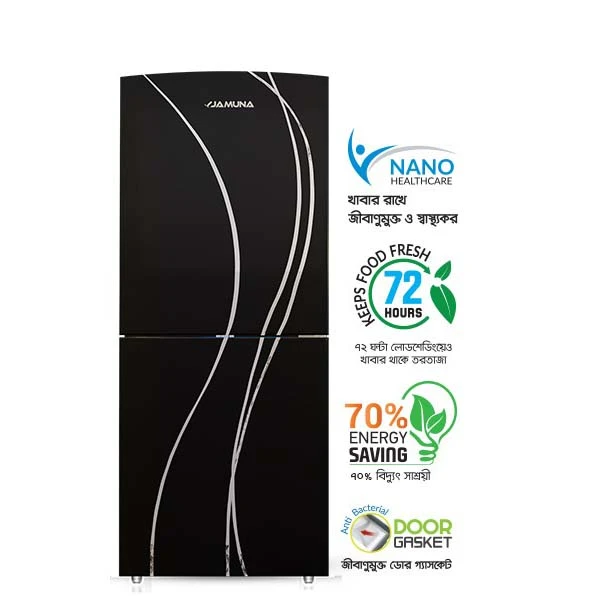 JAMUNA
NANO
HEALTHCARE
খাবার রাখে
জীবাণুমুক্ত ও স্বাস্থ্যকর
KEEPS FOOD FRESH
72
HOURS
৭২ ঘন্টা লোডশেডিংয়েও
খাবার থাকে তরতাজা
70%
ENERGY
SAVING
৭০% বিদ্যুৎ সাশ্রয়ী
Anti Bacterial
DOOR
GASKET
জীবাণুমুক্ত ডোর গ্যাসকেট